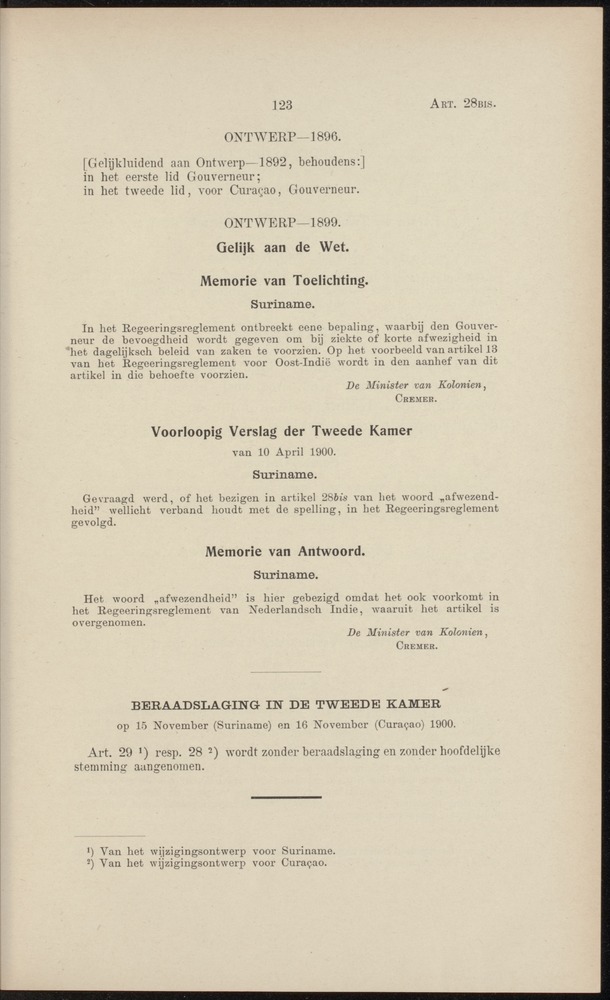 123
ART. 28BIS.
ONTWERP—1896.
[Gelijkluidend aan Ontwerp—1892, behoudens:]
in het eerste lid Gouverneur;
in het tweede lid, voor Curaçao, Gouverneur.
ONTWERP—1899.
Gelijk aan de Wet.
Memorie van Toelichting.
Suriname.
In het Regeeringsreglement ontbreekt eene bepaling, waarbij den Gouver-
neur de bevoegdheid wordt gegeven om bij ziekte of korte afwezigheid in
het dagelijksch beleid van zaken te voorzien. Op het voorbeeld van artikel 13
van het Regeeringsreglement voor Oost-Indië wordt in den aanhef van dit
artikel in die behoefte voorzien.
De Minister van Kolonien,
CREMER.
Voorloopig Verslag der Tweede Kamer
van 10 April 1900.
Suriname.
Gevraagd werd, of het bezigen in artikel 28bis van het woord „afwezend-
heid” wellicht verband houdt met de spelling, in het Regeeringsreglement
gevolgd.
Memorie van Antwoord.
Suriname.
Het woord „afwezendheid” is hier gebezigd omdat het ook voorkomt in
het Regeeringsreglement van Nederlandsch Indie, waaruit het artikel is
overgenomen.
De Minister van Kolonien,
CREMER.
BERAADSLAGING IN DE TWEEDE KAMER
op 15 November (Suriname) en 16 November (Curaçao) 1900.
Art. 29 ¹) resp. 28 ²) wordt zonder beraadslaging en zonder hoofdelijke
stemming aangenomen.
¹) Van het wijzigingsontwerp voor Suriname.
²) Van het wijzigingsontwerp voor Curaçao.